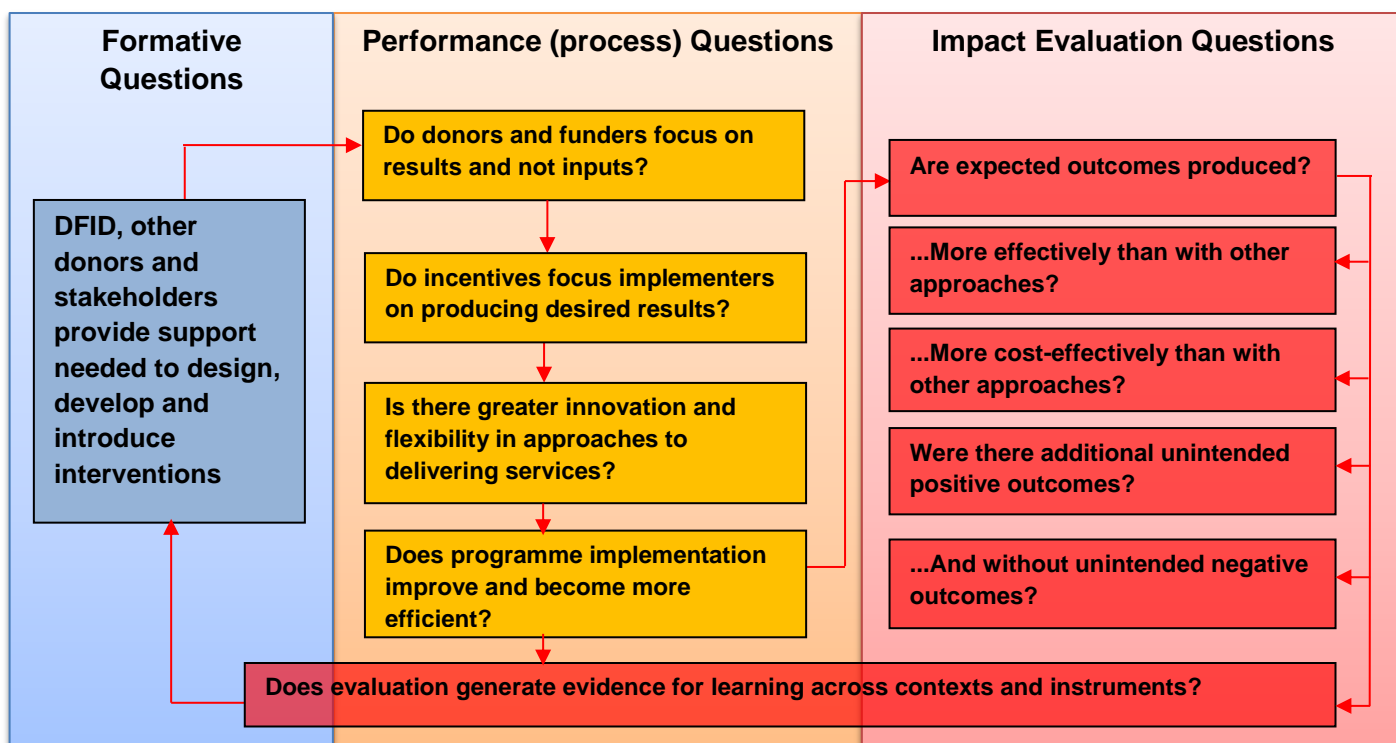 Formative
Questions
DFID, other
donors and
stakeholders
provide support
needed to design,
develop and
introduce
interventions
Performance (process) Questions
Do donors and funders focus on
results and not inputs?
Do incentives focus implementers
on producing desired results?
Is there greater innovation and
flexibility in approaches to
delivering services?
Does programme implementation
improve and become more
efficient?
Impact Evaluation Questions
Are expected outcomes produced?
...More effectively than with other
approaches?
...More cost-effectively than with
other approaches?
Were there additional unintended
positive outcomes?
...And without unintended negative
outcomes?
Does evaluation generate evidence for learning across contexts and instruments?